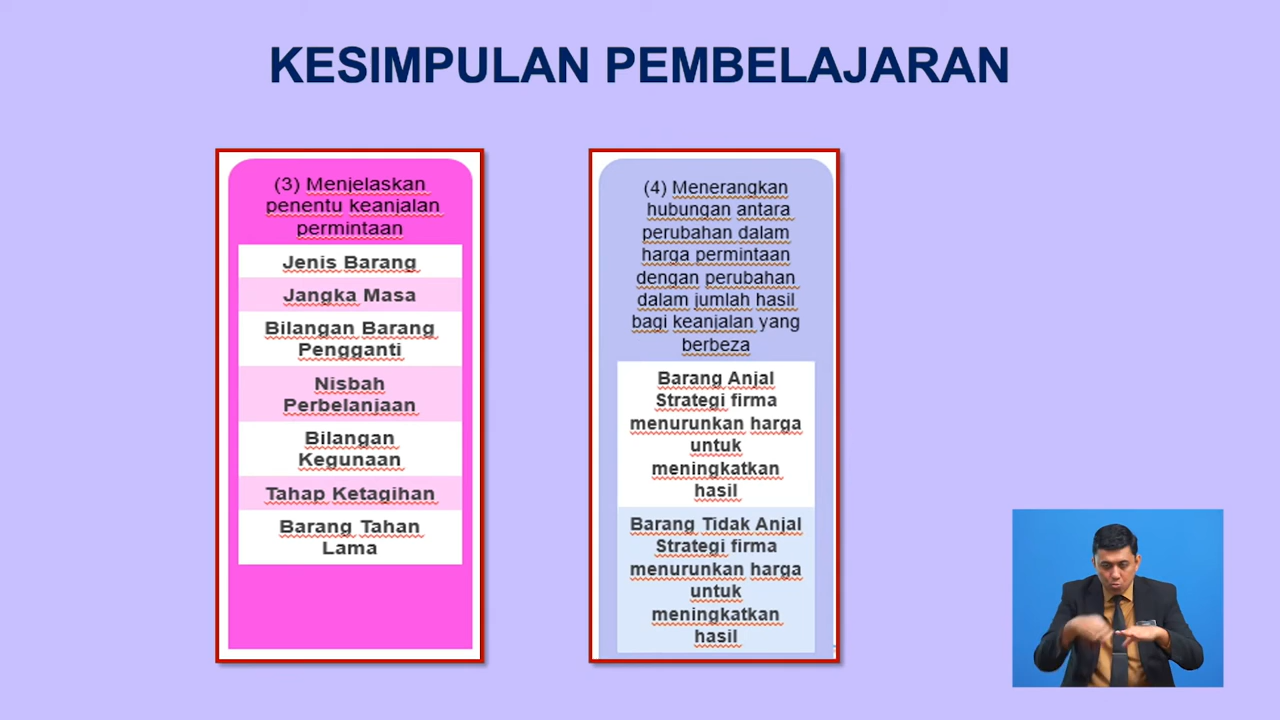 KESIMPULAN PEMBELAJARAN
(3) Menjelaskan
penentu keanjalan
permintaan
Jenis Barang
Jangka Masa
Bilangan Barang
Pengganti
Nisbah
Perbelanjaan
Bilangan
Kegunaan
Tahap Ketagihan
Barang Tahan
Lama
(4) Menerangkan
hubungan antara
perubahan dalam
harga permintaan
dengan perubahan
dalam jumlah hasil
bagi keanjalan yang
berbeza
Barang Anjal
Strategi firma
menurunkan harga
untuk
meningkatkan
hasil
Barang Tidak Anjal
Strategi firma
menurunkan harga
untuk
meningkatkan
hasil